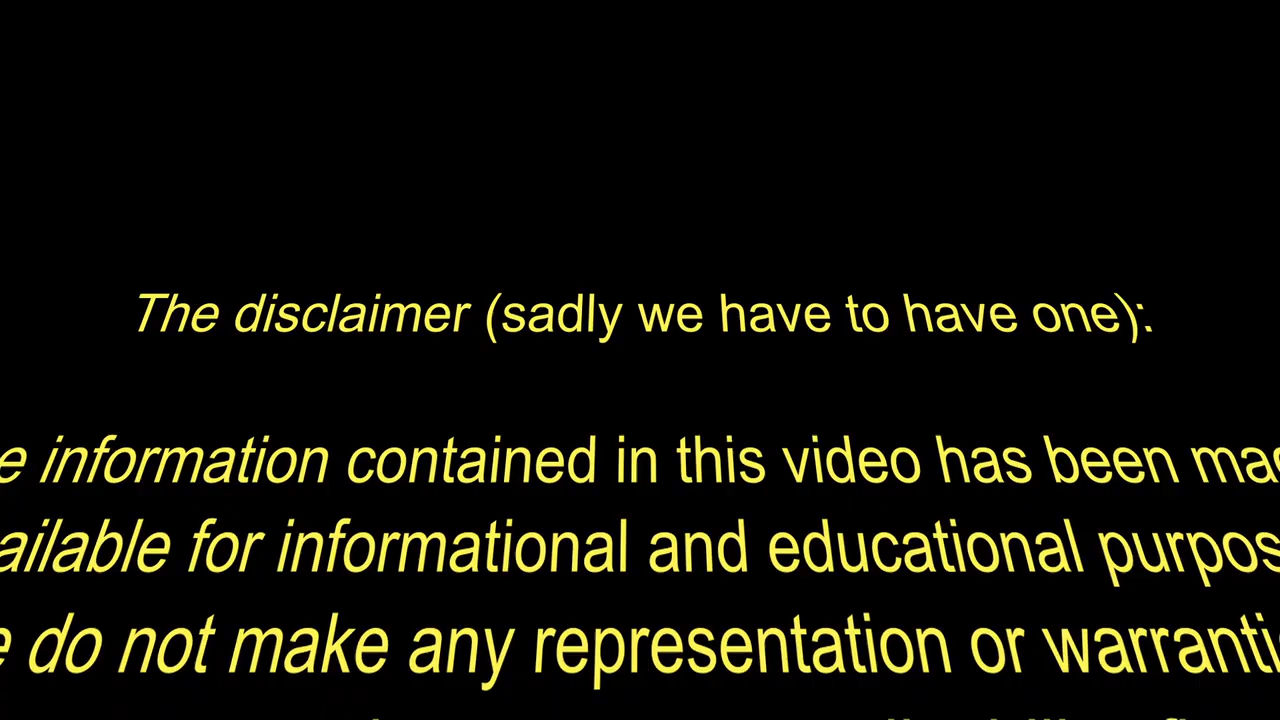 The disclaimer (sadly we have to have one):
e information contained in this video has been mad
ailable for informational and educational purpos
e do not make any representation or warranti